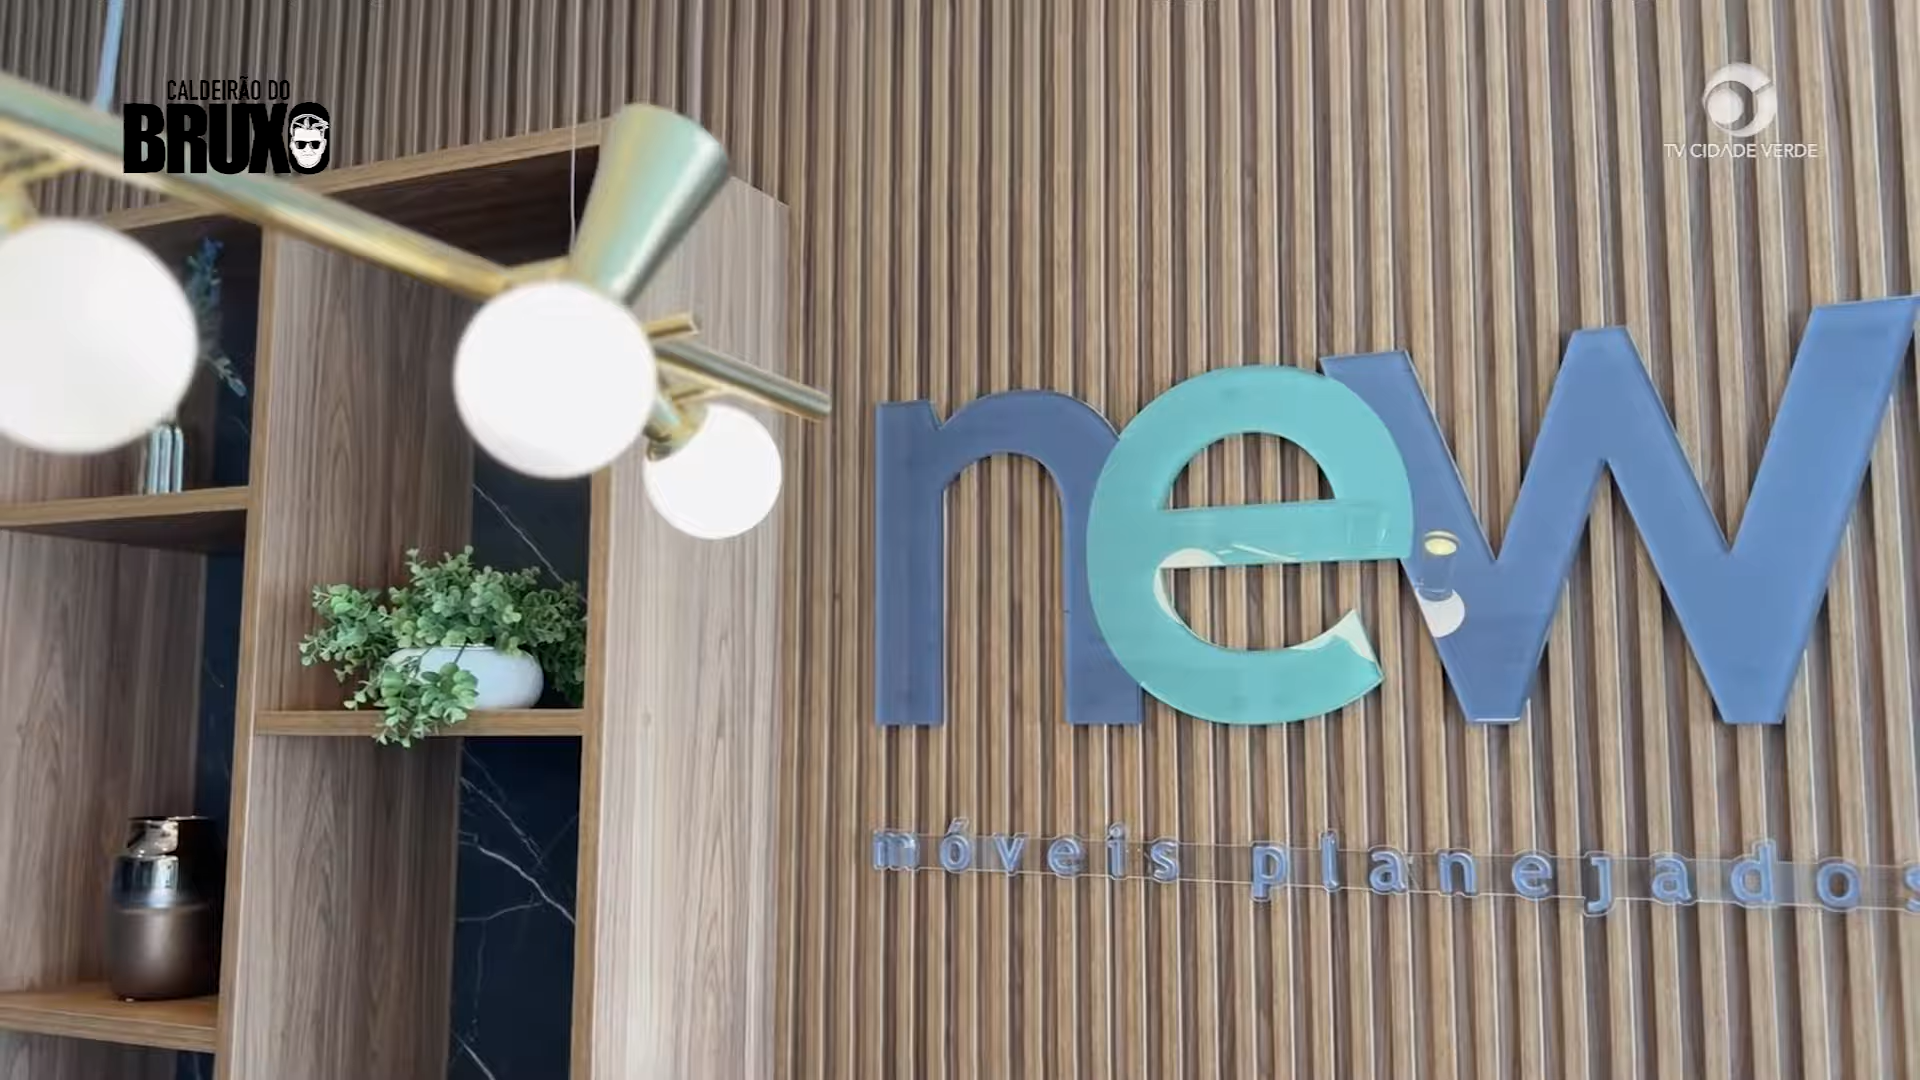 CALDEIRÃO DO
BRUXO
TV CIDADE VERDE
new
móveis planejados